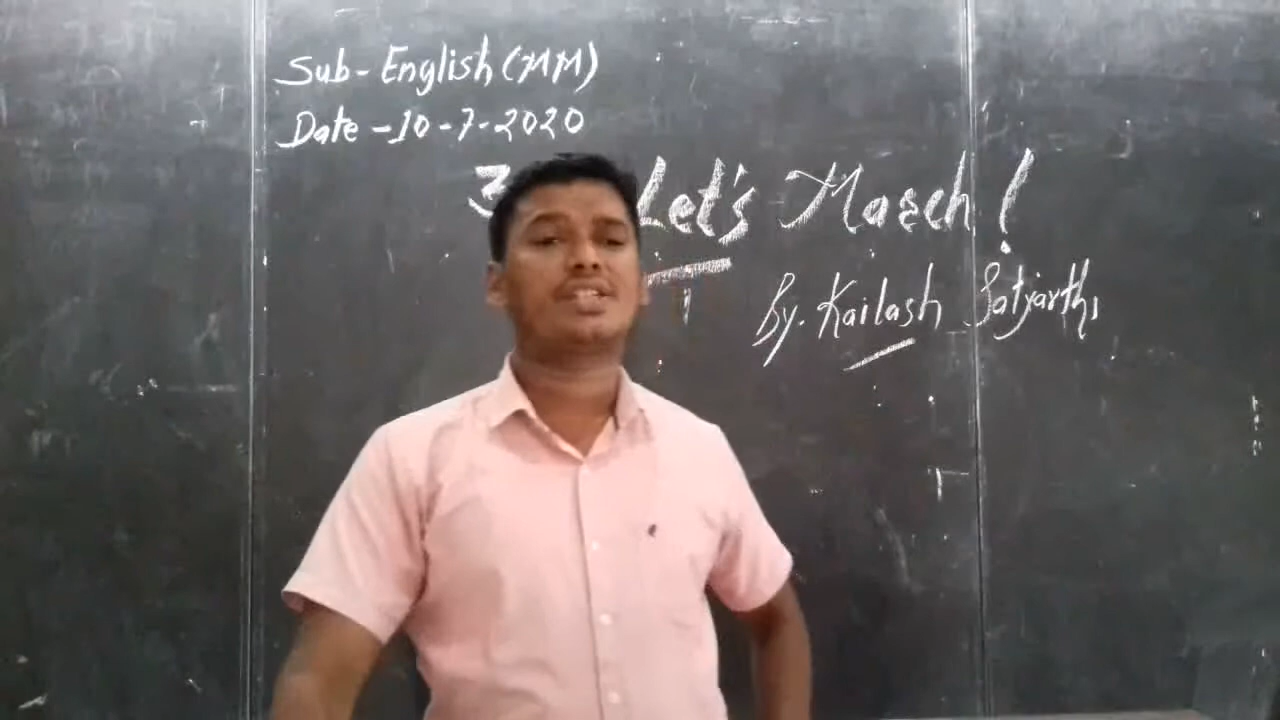 Sub- English (MM)
Date - 10-7-2020
3 Let's March!
By. Kailash Satyarthi